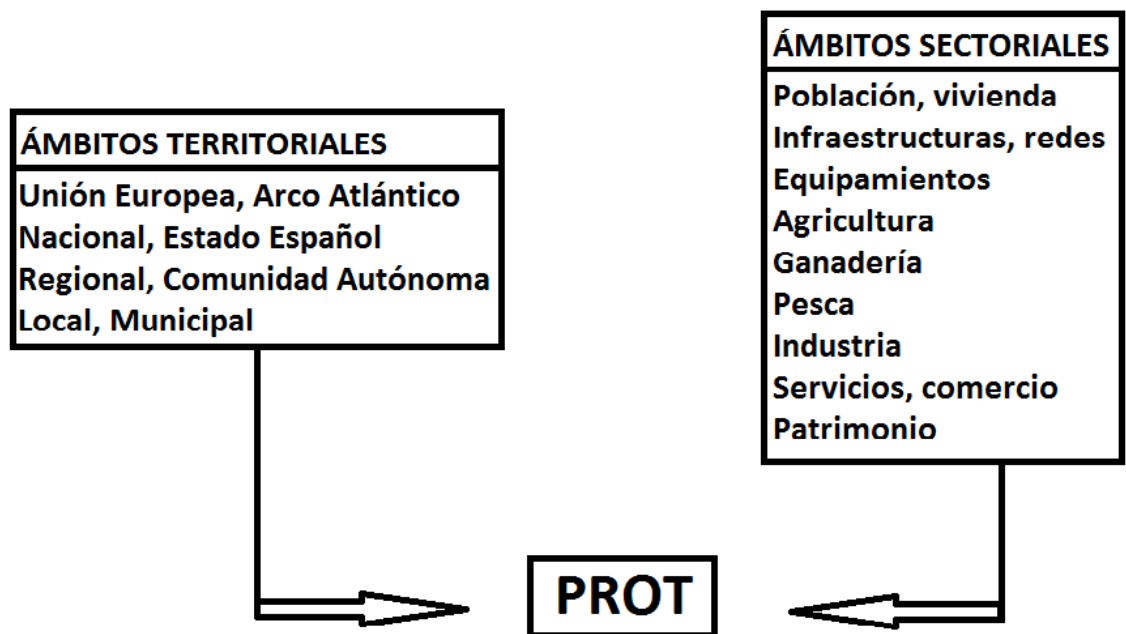 ÁMBITOS TERRITORIALES
Unión Europea, Arco Atlántico
Nacional, Estado Español
Regional, Comunidad Autónoma
Local, Municipal
ÁMBITOS SECTORIALES
Población, vivienda
Infraestructuras, redes
Equipamientos
Agricultura
Ganadería
Pesca
Industria
Servicios, comercio
Patrimonio
PROT